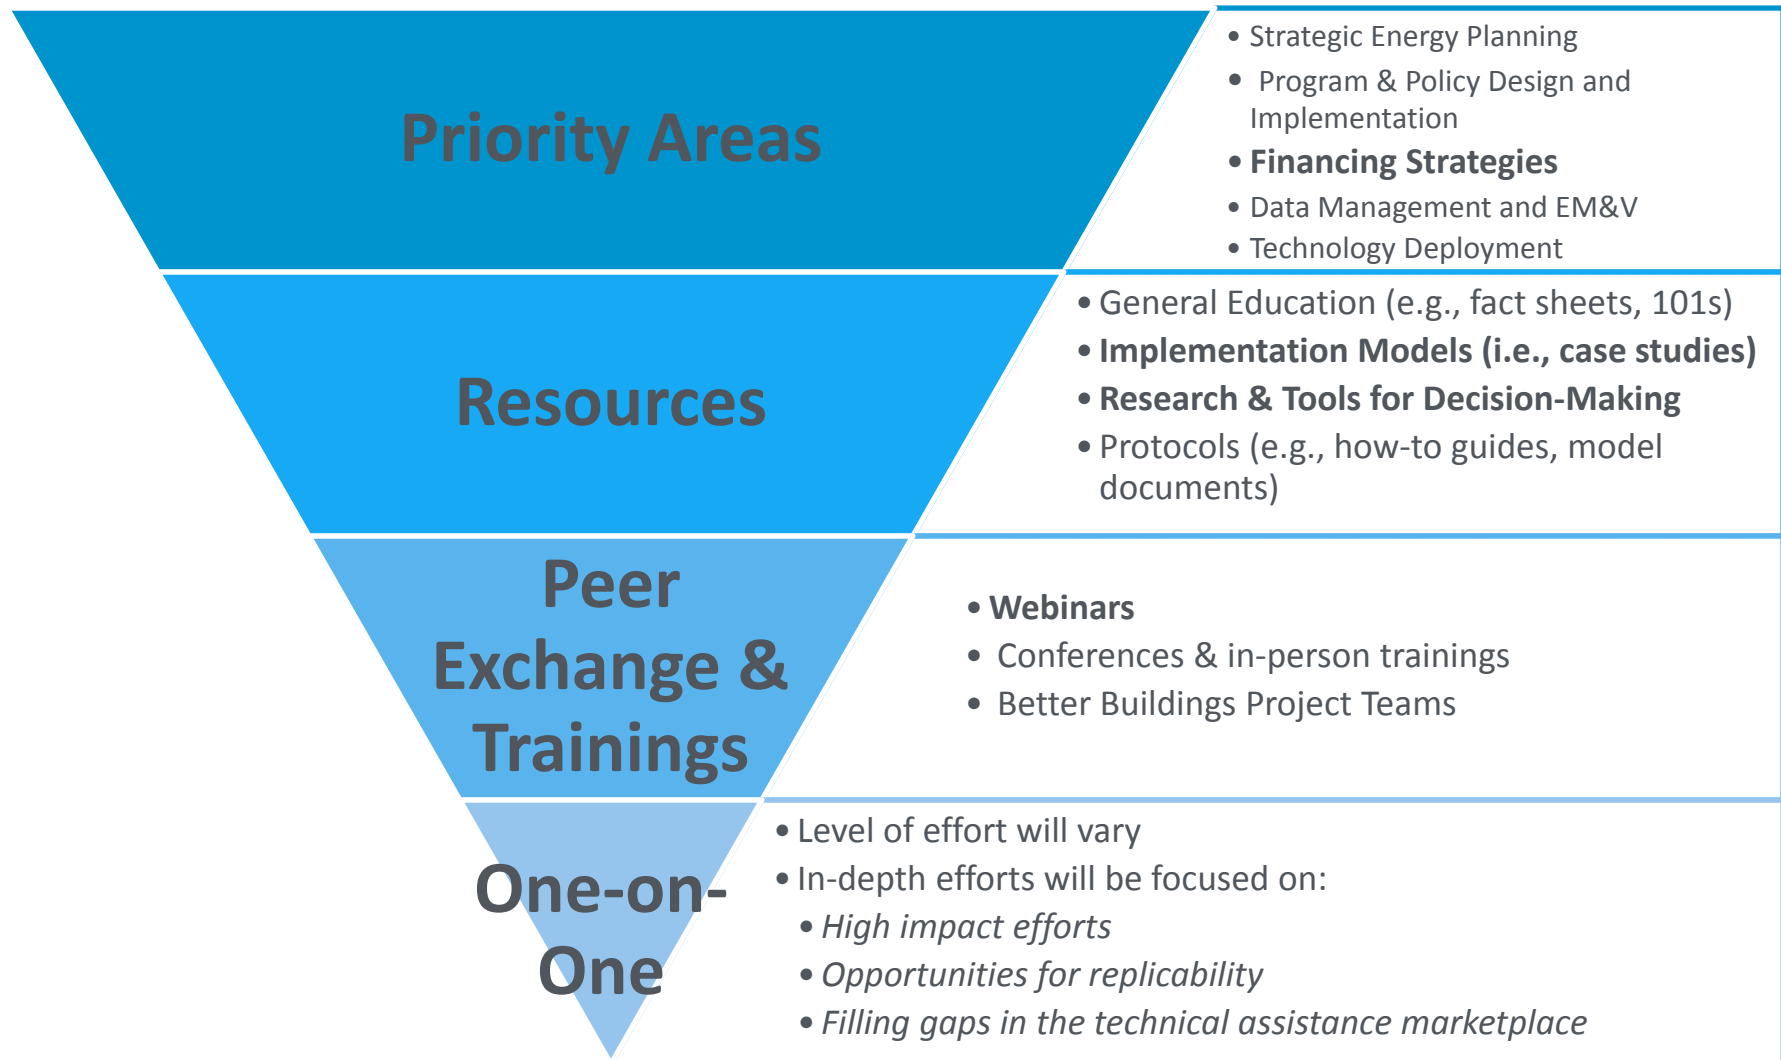 Priority Areas
• Strategic Energy Planning
• Program & Policy Design and
Implementation
• Financing Strategies
• Data Management and EM&V
• Technology Deployment
Resources
• General Education (e.g., fact sheets, 101s)
• Implementation Models (i.e., case studies)
• Research & Tools for Decision-Making
• Protocols (e.g., how-to guides, model
documents)
Peer
Exchange &
Trainings
• Webinars
• Conferences & in-person trainings
• Better Buildings Project Teams
One-on-
One
• Level of effort will vary
• In-depth efforts will be focused on:
• High impact efforts
• Opportunities for replicability
• Filling gaps in the technical assistance marketplace